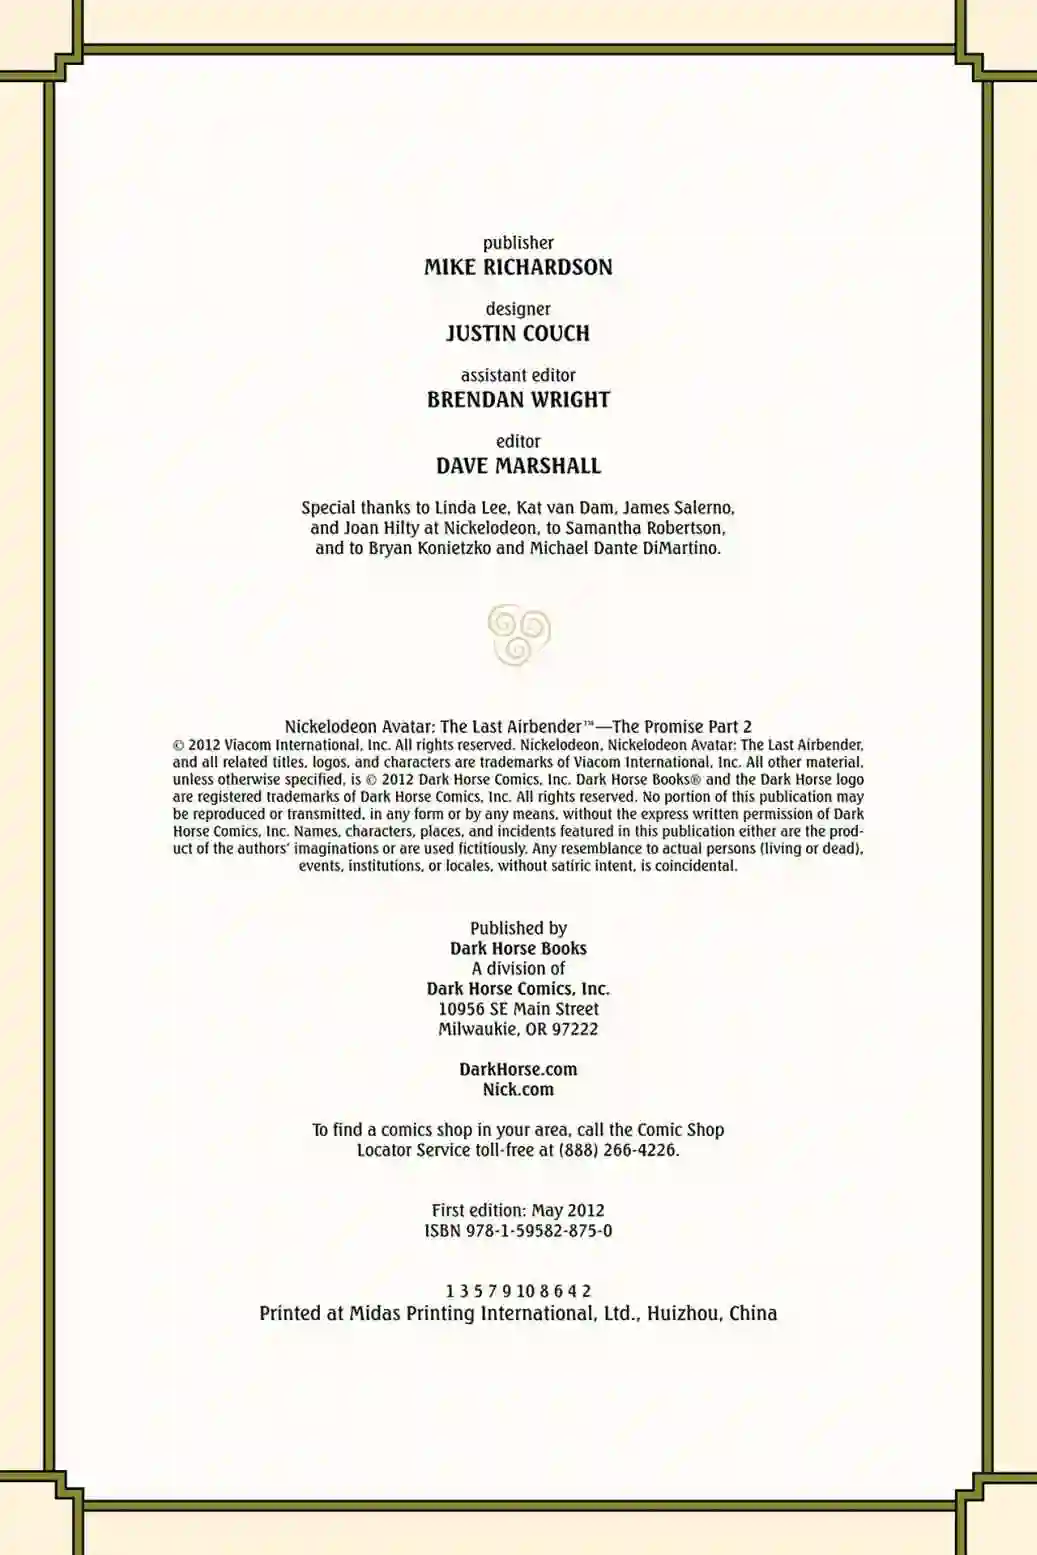 publisher
MIKE RICHARDSON
designer
JUSTIN COUCH
assistant editor
BRENDAN WRIGHT
editor
DAVE MARSHALL
Special thanks to Linda Lee, Kat van Dam, James Salerno,
and Joan Hilty at Nickelodeon, to Samantha Robertson,
and to Bryan Konietzko and Michael Dante DiMartino.
Nickelodeon Avatar: The Last Airbender™—The Promise Part 2
© 2012 Viacom International, Inc. All rights reserved. Nickelodeon, Nickelodeon Avatar: The Last Airbender,
and all related titles, logos, and characters are trademarks of Viacom International, Inc. All other material,
unless otherwise specified, is © 2012 Dark Horse Comics, Inc. Dark Horse Books® and the Dark Horse logo
are registered trademarks of Dark Horse Comics, Inc. All rights reserved. No portion of this publication may
be reproduced or transmitted, in any form or by any means, without the express written permission of Dark
Horse Comics, Inc. Names, characters, places, and incidents featured in this publication either are the prod-
uct of the authors' imaginations or are used fictitiously. Any resemblance to actual persons (living or dead),
events, institutions, or locales, without satiric intent, is coincidental.
Published by
Dark Horse Books
A division of
Dark Horse Comics, Inc.
10956 SE Main Street
Milwaukie, OR 97222
DarkHorse.com
Nick.com
To find a comics shop in your area, call the Comic Shop
Locator Service toll-free at (888) 266-4226.
First edition: May 2012
ISBN 978-1-59582-875-0
1 3 5 7 9 10 8 6 4 2
Printed at Midas Printing International, Ltd., Huizhou, China